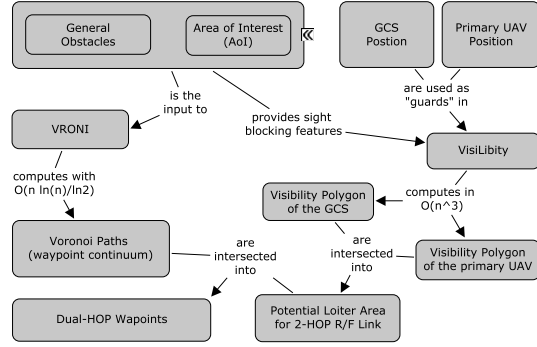 General
Obstacles
Area of Interest
(AoI)
GCS
Postion
Primary UAV
Position
is the
input to
provides sight
blocking features
are used as
"guards" in
VRONI
VisiLibity
computes with
O(n ln(n)/ln2)
computes in
O(n^3)
Visibility Polygon
of the GCS
Voronoi Paths
(waypoint continuum)
are
intersected
into
are
intersected
into
Visibility Polygon
of the primary UAV
Dual-HOP Wapoints
Potential Loiter Area
for 2-HOP R/F Link